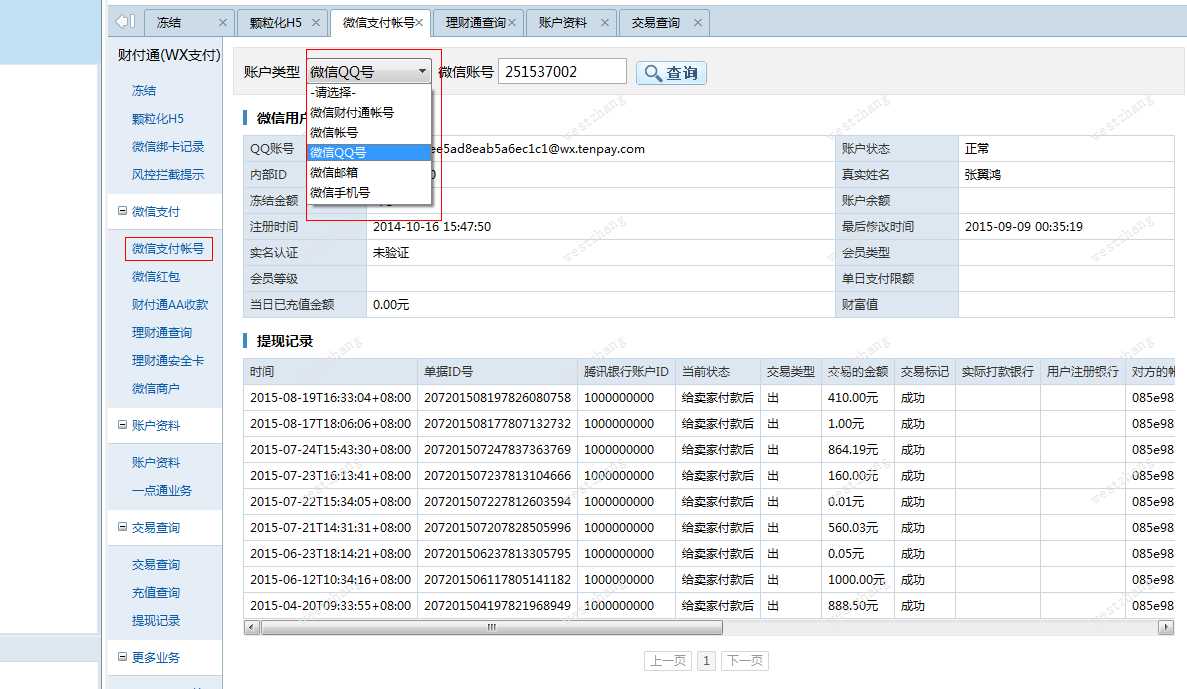 冻结 颗粒化H5 微信支付帐号 理财通查询 账户资料 交易查询
财付通(WX支付)
冻结
颗粒化H5
微信绑卡记录
风控拦截提示
微信支付
微信支付帐号
微信红包
财付通AA收款
理财通查询
理财通安全卡
微信商户
账户资料
账户资料
一点通业务
交易查询
交易查询
充值查询
提现记录
更多业务
账户类型 微信QQ号 微信账号 251537002 查询
-请选择-
微信财付通帐号
微信帐号
微信QQ号
微信邮箱
微信手机号
微信用户
QQ账号 ee5ad8eab5a6ec1c1@wx.tenpay.com 账户状态 正常
内部ID 0 真实姓名 张翼鸿
冻结金额 账户余额
注册时间 2014-10-16 15:47:50 最后修改时间 2015-09-09 00:35:19
实名认证 未验证 会员类型
会员等级 单日支付限额
当日已充值金额 0.00元 财富值
提现记录
时间 单据ID号 腾讯银行账户ID 当前状态 交易类型 交易的金额 交易标记 实际打款银行 用户注册银行 对方的帐
2015-08-19T16:33:04+08:00 207201508197826080758 1000000000 给卖家付款后 出 410.00元 成功 085e98
2015-08-17T18:06:06+08:00 207201508177807132732 1000000000 给卖家付款后 出 1.00元 成功 085e98
2015-07-24T15:43:30+08:00 207201507247837363769 1000000000 给卖家付款后 出 864.19元 成功 085e98
2015-07-23T16:13:41+08:00 207201507237813104666 1000000000 给卖家付款后 出 160.00元 成功 085e98
2015-07-22T15:34:05+08:00 207201507227812603594 1000000000 给卖家付款后 出 0.01元 成功 085e98
2015-07-21T14:31:31+08:00 207201507207828505996 1000000000 给卖家付款后 出 560.03元 成功 085e98
2015-06-23T18:14:21+08:00 207201506237813305795 1000000000 给卖家付款后 出 0.05元 成功 085e98
2015-06-12T10:34:16+08:00 207201506117805141182 1000000000 给卖家付款后 出 1000.00元 成功 085e98
2015-04-20T09:33:55+08:00 207201504197821968949 1000000000 给卖家付款后 出 888.50元 成功 085e98
上一页 1 下一页
westzhang